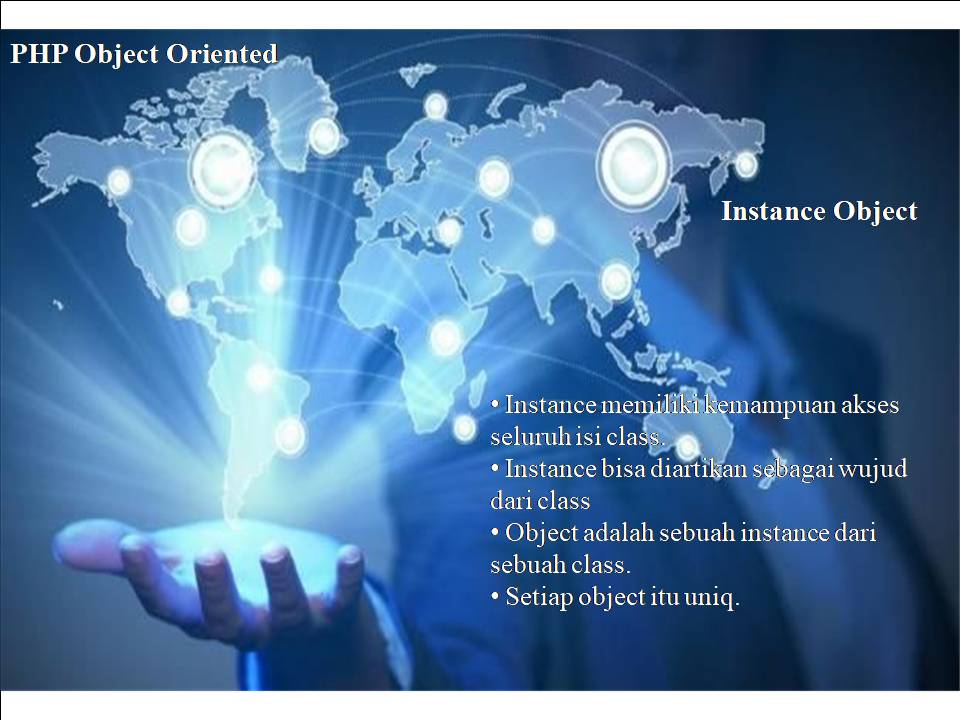 PHP Object Oriented
Instance Object
• Instance memiliki kemampuan akses
seluruh isi class.
• Instance bisa diartikan sebagai wujud
dari class
• Object adalah sebuah instance dari
sebuah class.
• Setiap object itu uniq.